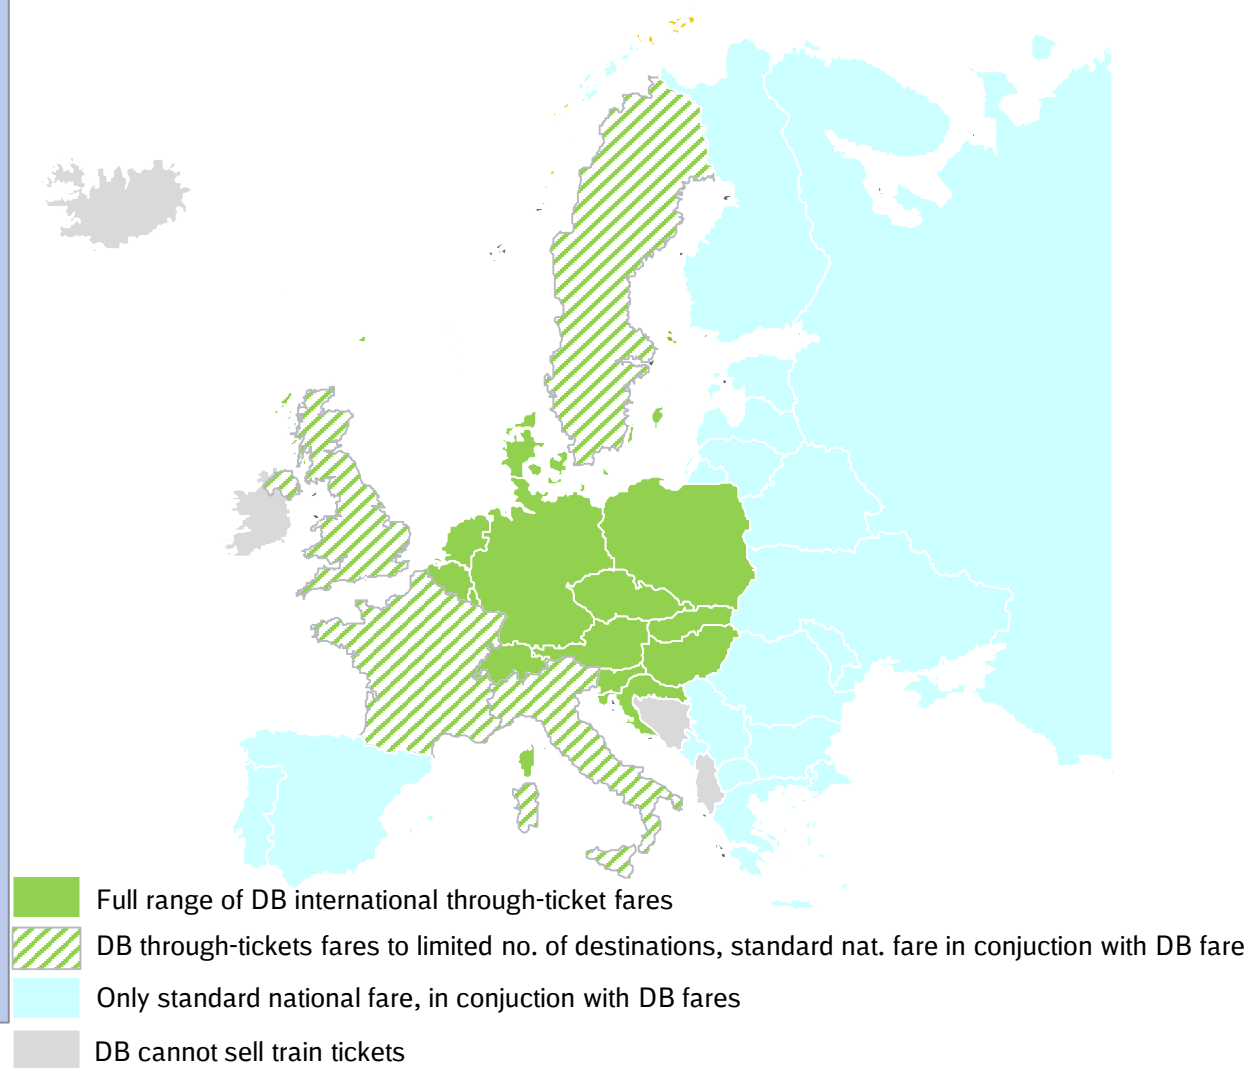 Full range of DB international through-ticket fares
DB through-tickets fares to limited no. of destinations, standard nat. fare in conjuction with DB fare
Only standard national fare, in conjuction with DB fares
DB cannot sell train tickets